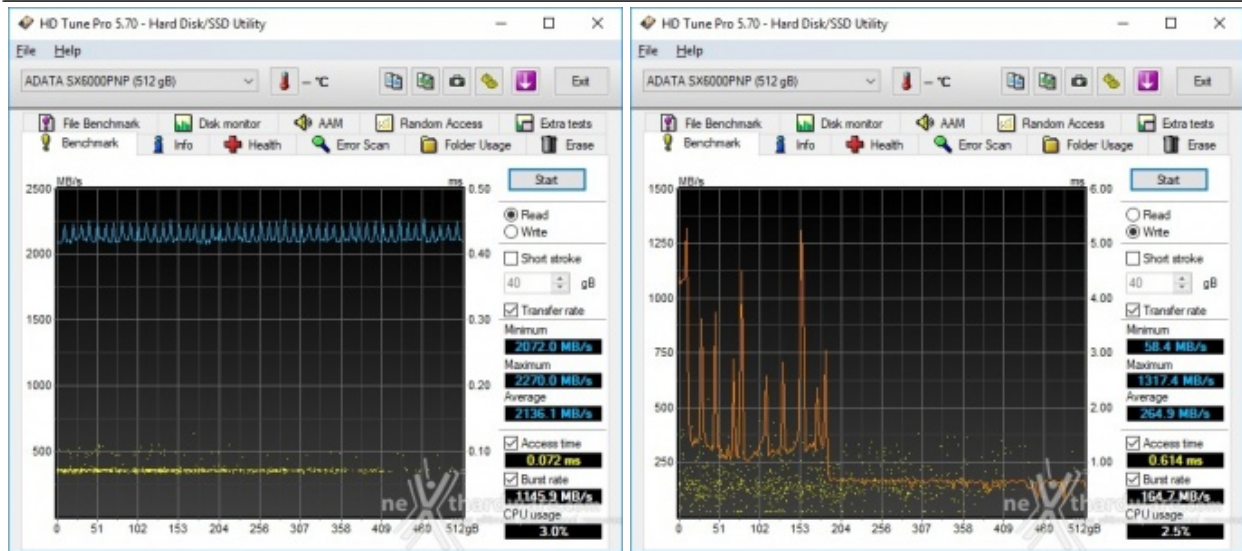 HD Tune Pro 5.70 - Hard Disk/SSD Utility
File Help
ADATA SX6000PNP (512 gB)
– °C
Exit
File Benchmark Disk monitor AAM Random Access Extra tests
Benchmark Info Health Error Scan Folder Usage Erase
MB/s
ms
2500
2000
1500
1000
500
0.50
0.40
0.30
0.20
0.10
0 51 102 153 204 256 307 358 409 460 512gB
Start
Read
Write
Short stroke
40 gB
Transfer rate
Minimum
2072.0 MB/s
Maximum
2270.0 MB/s
Average
2136.1 MB/s
Access time
0.072 ms
Burst rate
1145.9 MB/s
CPU usage
3.0%
HD Tune Pro 5.70 - Hard Disk/SSD Utility
File Help
ADATA SX6000PNP (512 gB)
– °C
Exit
File Benchmark Disk monitor AAM Random Access Extra tests
Benchmark Info Health Error Scan Folder Usage Erase
MB/s
ms
1500
1250
1000
750
500
250
6.00
5.00
4.00
3.00
2.00
1.00
0 51 102 153 204 256 307 358 409 460 512gB
Start
Read
Write
Short stroke
40 gB
Transfer rate
Minimum
58.4 MB/s
Maximum
1317.4 MB/s
Average
264.9 MB/s
Access time
0.614 ms
Burst rate
164.7 MB/s
CPU usage
2.5%